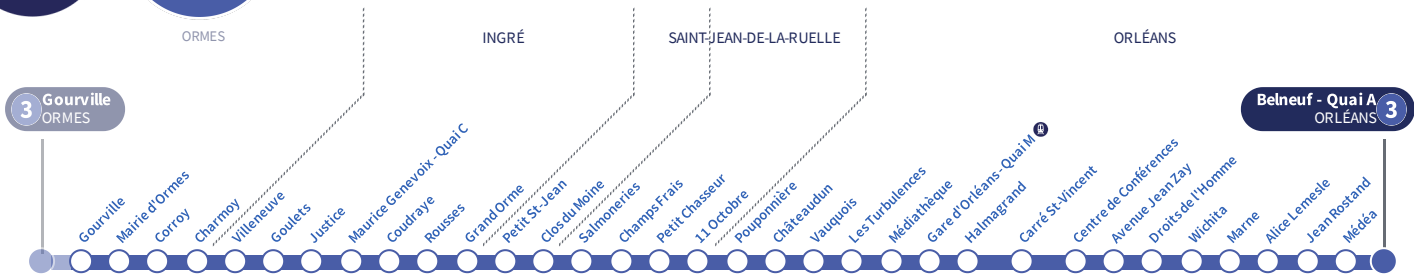 ORMES
INGRÉ
SAINT-JEAN-DE-LA-RUELLE
ORLÉANS
3 Gourville
ORMES
Belneuf - Quai A 3
ORLÉANS
Gourville
Mairie d'Ormes
Corroy
Charmoy
Villeneuve
Goulets
Justice
Maurice Genevoix - Quai C
Coudraye
Rousses
Grand Orme
Petit St-Jean
Clos du Moine
Salmoneries
Champs Frais
Petit Chasseur
11 Octobre
Pouponnière
Châteaudun
Vauquois
Les Turbulences
Médiathèque
Gare d'Orléans - Quai M
Halmagrand
Carré St-Vincent
Centre de Conférences
Avenue Jean Zay
Droits de l'Homme
Wichita
Marne
Alice Lemesle
Jean Rostand
Médéa